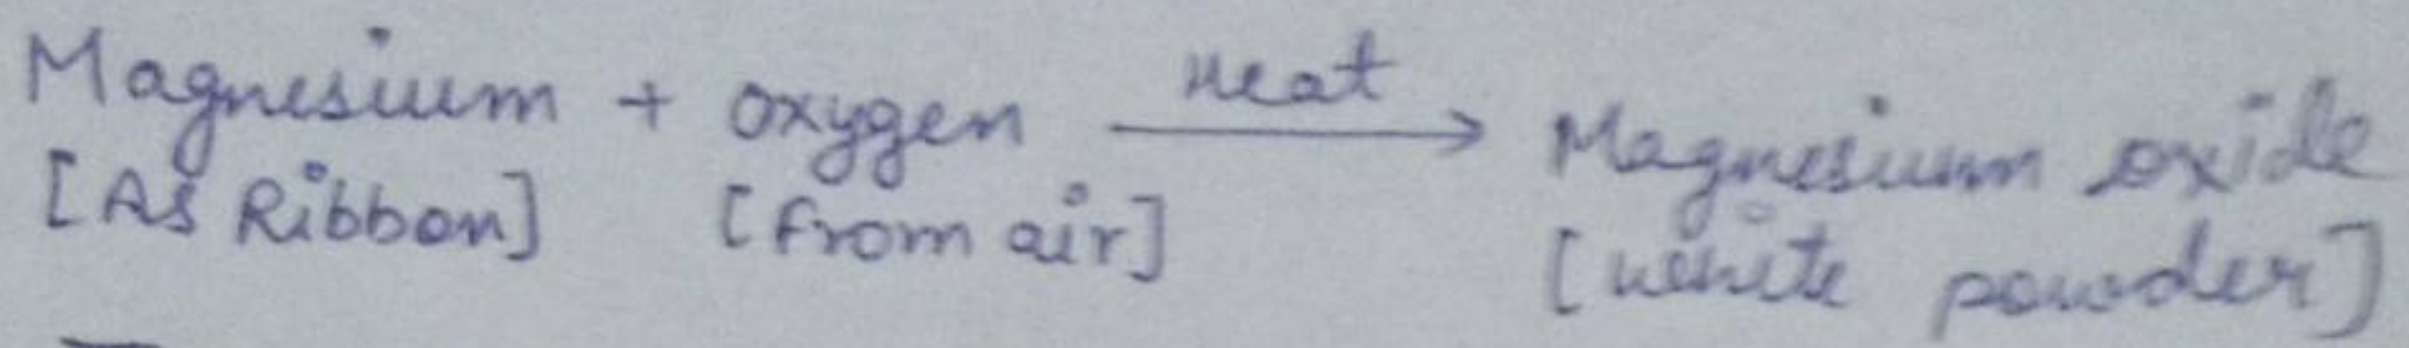 Magnesium + oxygen —Heat→ Magnesium oxide
[As Ribbon] [From air] [white powder]